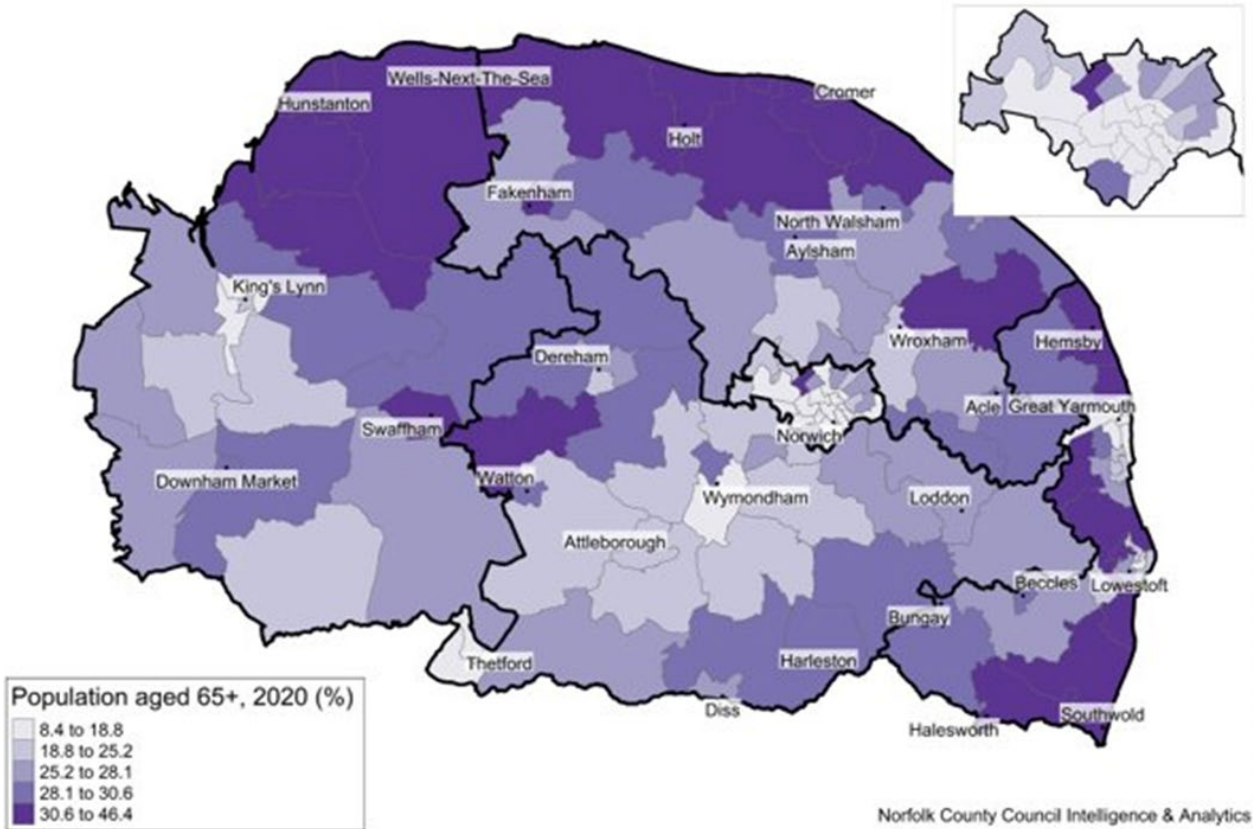 Wells-Next-The-Sea
Hunstanton
Cromer
Holt
Fakenham
North Walsham
Aylsham
King's Lynn
Wroxham
Hemsby
Dereham
Acle
Great Yarmouth
Swaffham
Norwich
Watton
Downham Market
Wymondham
Loddon
Attleborough
Beccles
Lowestoft
Bungay
Thetford
Harleston
Diss
Southwold
Halesworth
Population aged 65+, 2020 (%)
8.4 to 18.8
18.8 to 25.2
25.2 to 28.1
28.1 to 30.6
30.6 to 46.4
Norfolk County Council Intelligence & Analytics